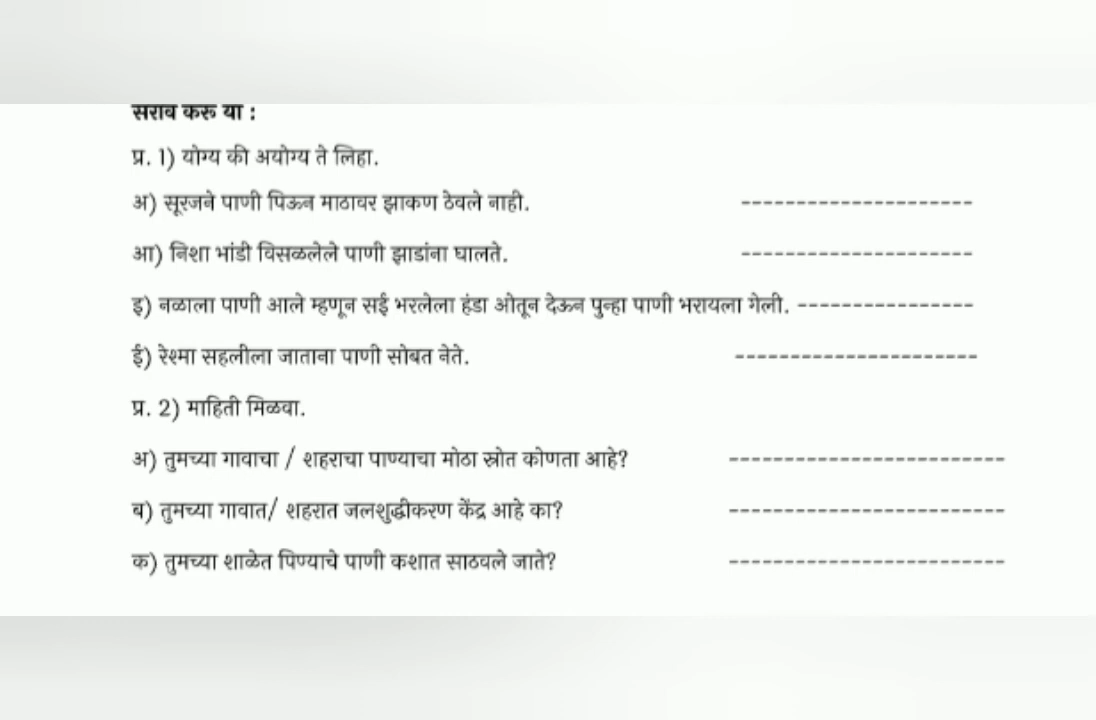 सराव करू या :
प्र. 1) योग्य की अयोग्य ते लिहा.
अ) सूरजने पाणी पिऊन माठावर झाकण ठेवले नाही. ---------------------
आ) निशा भांडी विसळलेले पाणी झाडांना घालते. ---------------------
इ) नळाला पाणी आले म्हणून सई भरलेला हंडा ओतून देऊन पुन्हा पाणी भरायला गेली. ----------------
ई) रेश्मा सहलीला जाताना पाणी सोबत नेते. ----------------------
प्र. 2) माहिती मिळवा.
अ) तुमच्या गावाचा / शहराचा पाण्याचा मोठा स्रोत कोणता आहे? -------------------------
ब) तुमच्या गावात/ शहरात जलशुद्धीकरण केंद्र आहे का? -------------------------
क) तुमच्या शाळेत पिण्याचे पाणी कशात साठवले जाते? -------------------------